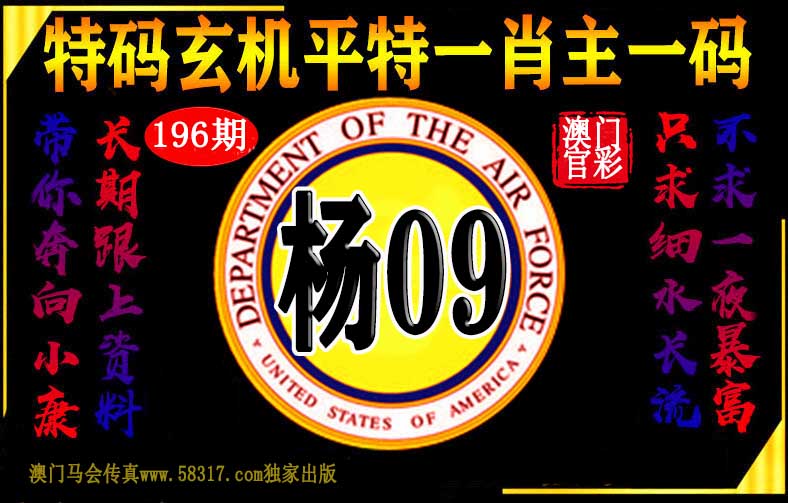 特码玄机平特一肖主一码
196期
澳门
官彩
不求一夜暴富
只求细水长流
长期跟上资料
带你奔向小康
DEPARTMENT OF THE AIR FORCE
杨09
UNITED STATES OF AMERICA
澳门马会传真www.58317.com独家出版